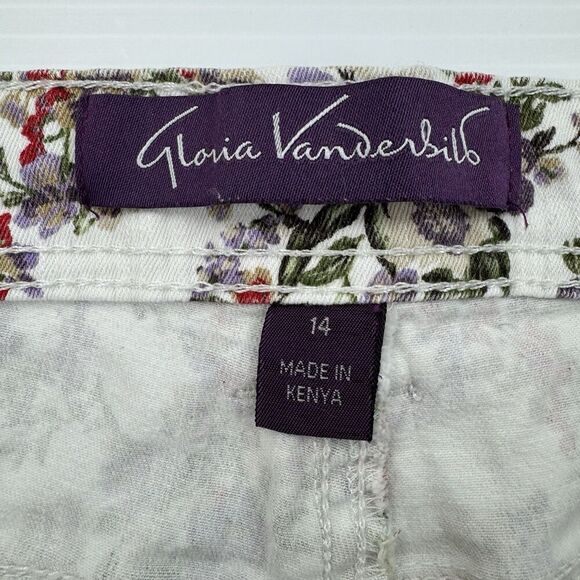 Gloria Vanderbilt
14
MADE IN
KENYA